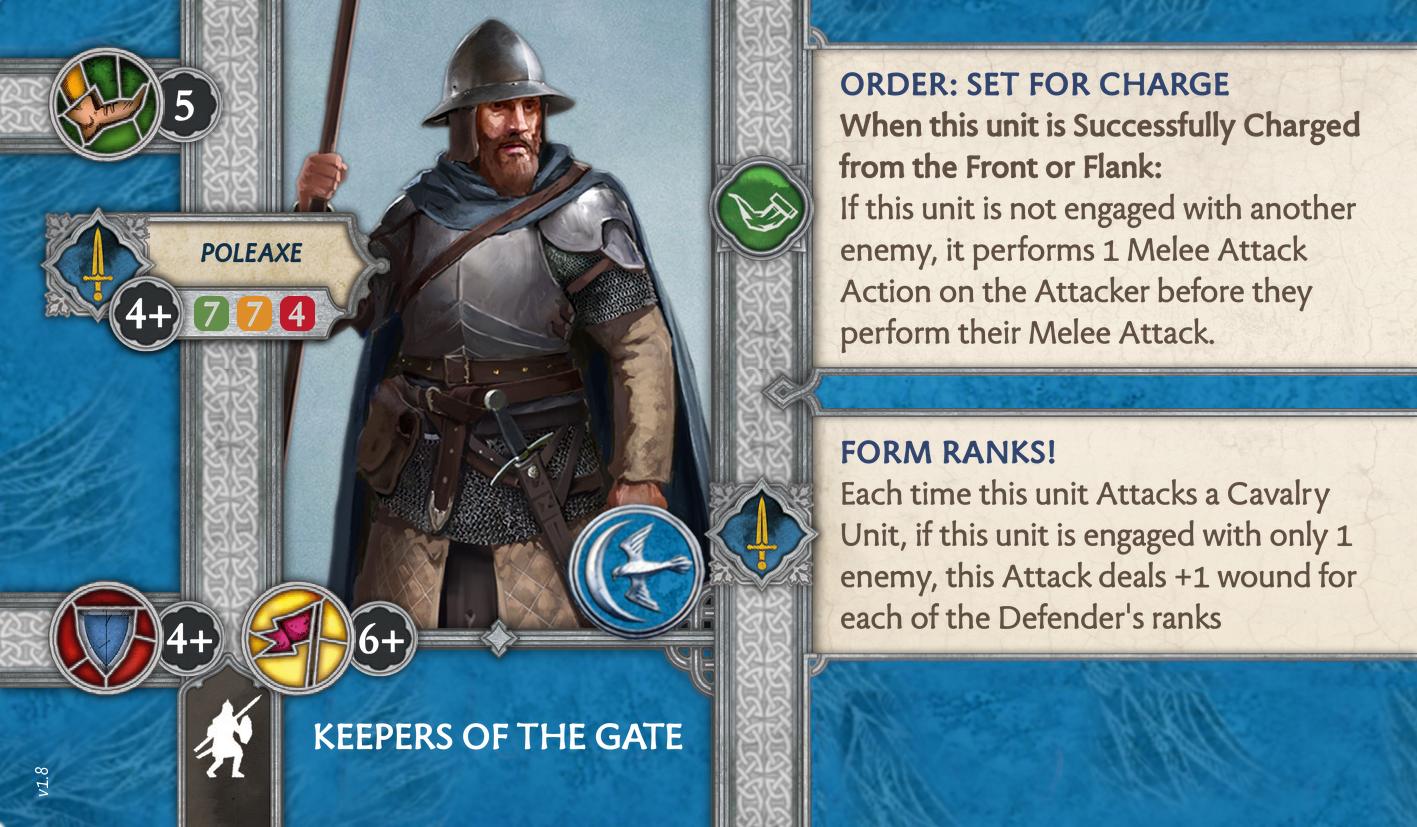 5
POLEAXE
4+ 7 7 4
4+
6+
KEEPERS OF THE GATE
v1.8
ORDER: SET FOR CHARGE
When this unit is Successfully Charged
from the Front or Flank:
If this unit is not engaged with another
enemy, it performs 1 Melee Attack
Action on the Attacker before they
perform their Melee Attack.
FORM RANKS!
Each time this unit Attacks a Cavalry
Unit, if this unit is engaged with only 1
enemy, this Attack deals +1 wound for
each of the Defender's ranks